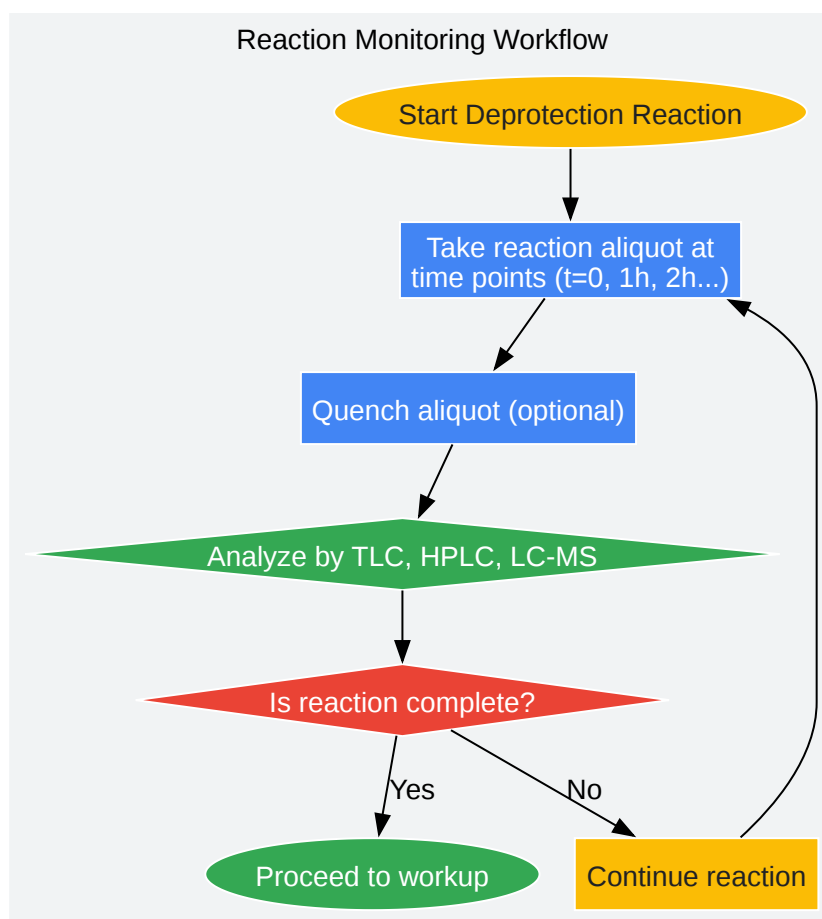 Reaction Monitoring Workflow
Start Deprotection Reaction
Take reaction aliquot at
time points (t=0, 1h, 2h...)
Quench aliquot (optional)
Analyze by TLC, HPLC, LC-MS
Is reaction complete?
Yes
No
Proceed to workup
Continue reaction